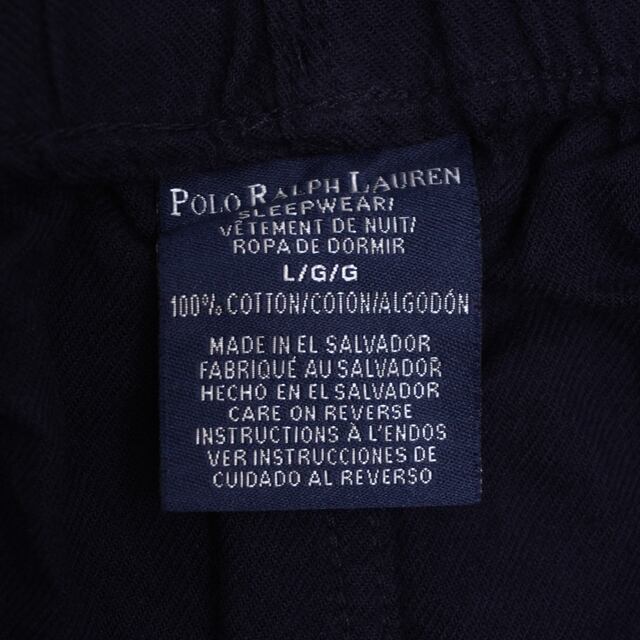 POLO RALPH LAUREN
SLEEPWEAR/
VÊTEMENT DE NUIT/
ROPA DE DORMIR
L/G/G
100% COTTON/COTON/ALGODÓN
MADE IN EL SALVADOR
FABRIQUÉ AU SALVADOR
HECHO EN EL SALVADOR
CARE ON REVERSE
INSTRUCTIONS À L'ENDOS
VER INSTRUCCIONES DE
CUIDADO AL REVERSO